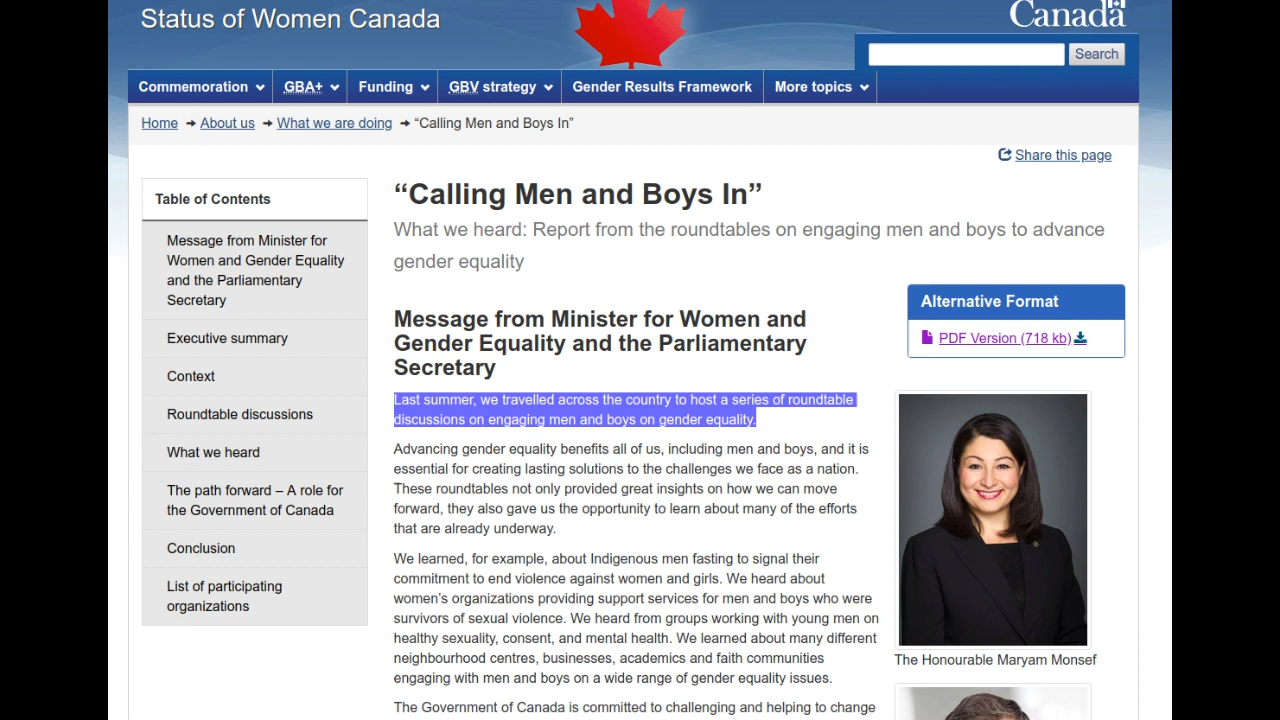 Status of Women Canada
Canada
Search
Commemoration GBA+ Funding GBV strategy Gender Results Framework More topics
Home About us What we are doing “Calling Men and Boys In”
Share this page
Table of Contents
Message from Minister for
Women and Gender Equality
and the Parliamentary
Secretary
Executive summary
Context
Roundtable discussions
What we heard
The path forward – A role for
the Government of Canada
Conclusion
List of participating
organizations
“Calling Men and Boys In”
What we heard: Report from the roundtables on engaging men and boys to advance
gender equality
Alternative Format
PDF Version (718 kb)
Message from Minister for Women and
Gender Equality and the Parliamentary
Secretary
Last summer, we travelled across the country to host a series of roundtable
discussions on engaging men and boys on gender equality.
Advancing gender equality benefits all of us, including men and boys, and it is
essential for creating lasting solutions to the challenges we face as a nation.
These roundtables not only provided great insights on how we can move
forward, they also gave us the opportunity to learn about many of the efforts
that are already underway.
We learned, for example, about Indigenous men fasting to signal their
commitment to end violence against women and girls. We heard about
women’s organizations providing support services for men and boys who were
survivors of sexual violence. We heard from groups working with young men on
healthy sexuality, consent, and mental health. We learned about many different
neighbourhood centres, businesses, academics and faith communities
engaging with men and boys on a wide range of gender equality issues.
The Government of Canada is committed to challenging and helping to change
The Honourable Maryam Monsef